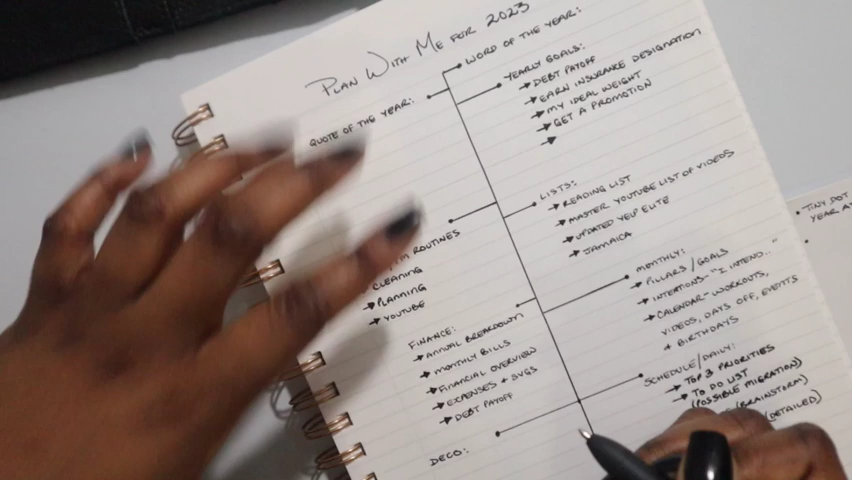 PLAN WITH ME FOR 2023
WORD OF THE YEAR:
QUOTE OF THE YEAR:
YEARLY GOALS:
→ DEBT PAYOFF
→ EARN INSURANCE DESIGNATION
→ MY IDEAL WEIGHT
→ GET A PROMOTION
→
LISTS:
→ READING LIST
→ MASTER YOUTUBE LIST OF VIDEOS
→ UPDATED YELP ELITE
→ JAMAICA
ROUTINES
CLEANING
→ PLANNING
→ YOUTUBE
MONTHLY:
→ PILLARS/GOALS
→ INTENTIONS - "I INTEND.."
→ CALENDAR - WORKOUTS,
VIDEOS, DAYS OFF, EVENTS
+ BIRTHDAYS
FINANCE:
→ ANNUAL BREAKDOWN
→ MONTHLY BILLS
→ FINANCIAL OVERVIEW
→ EXPENSES + SVGS
→ DEBT PAYOFF
SCHEDULE/DAILY:
→ TOP 3 PRIORITIES
→ TO DO LIST
(POSSIBLE MIGRATION)
(BRAINSTORM)
(DETAILED)
DECO:
• TINY DOT
YEAR AT
•